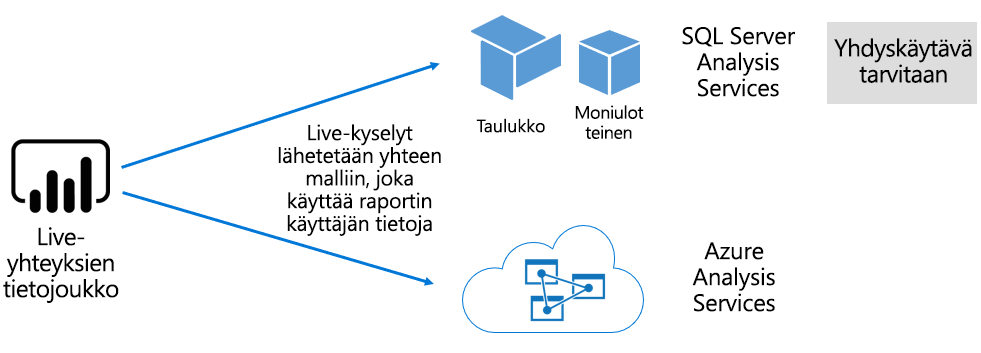 Live-
yhteyksien
tietojoukko
Live-kyselyt
lähetetään yhteen
malliin, joka
käyttää raportin
käyttäjän tietoja
Taulukko
Moniulot
teinen
SQL Server
Analysis
Services
Yhdyskäytävä
tarvitaan
Azure
Analysis
Services